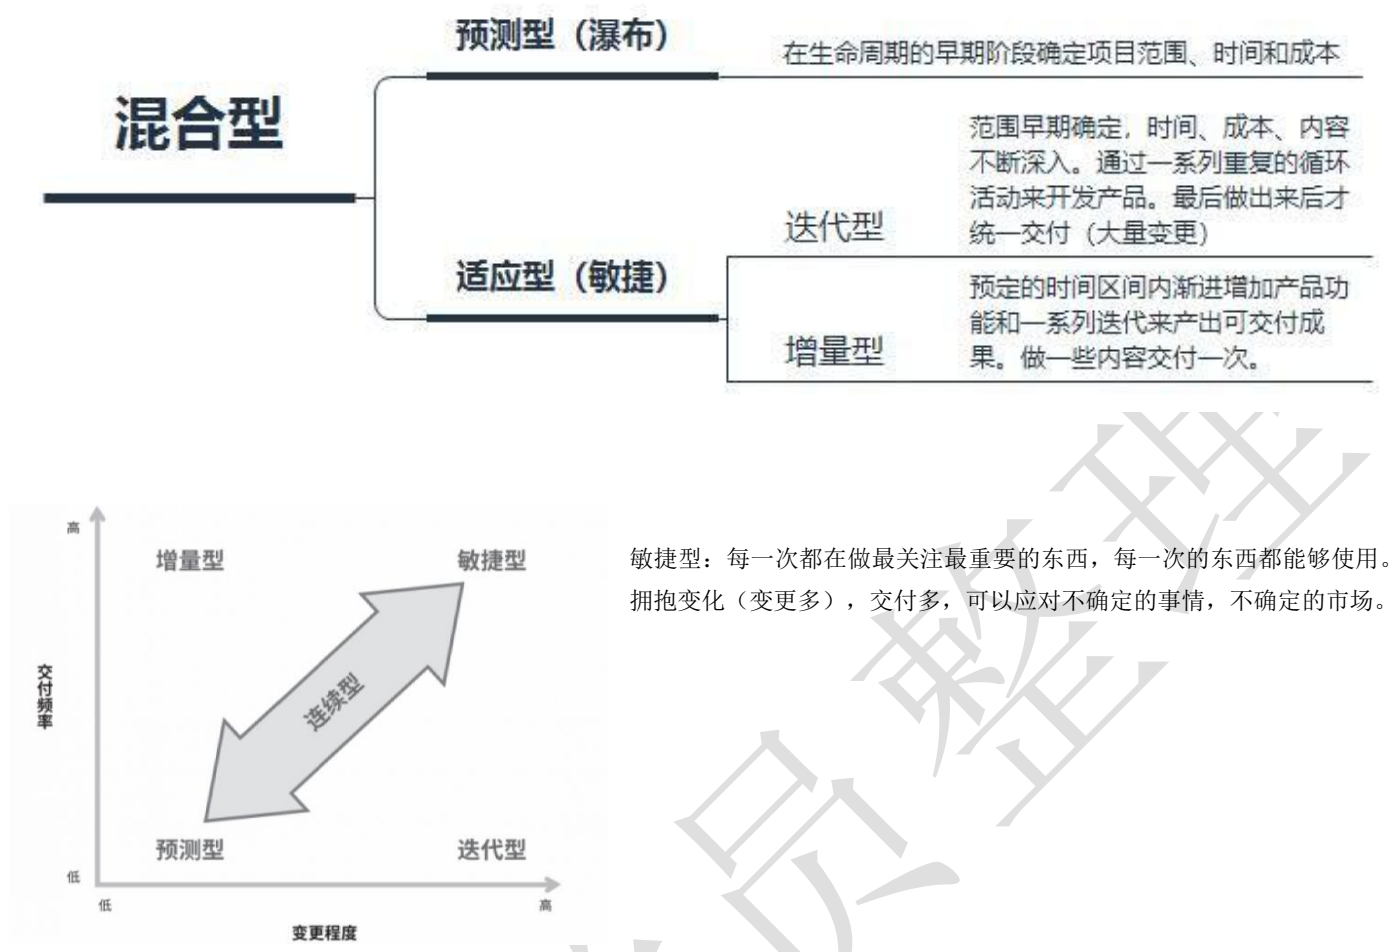 预测型（瀑布）
在生命周期的早期阶段确定项目范围、时间和成本
混合型
范围早期确定，时间、成本、内容
不断深入。通过一系列重复的循环
活动来开发产品。最后做出来后才
统一交付（大量变更）
迭代型
适应型（敏捷）
预定的时间区间内渐进增加产品功
能和一系列迭代来产出可交付成
果。做一些内容交付一次。
增量型
高
增量型
敏捷型
交付频率
连续型
预测型
迭代型
低
低
高
变更程度
敏捷型：每一次都在做最关注最重要的东西，每一次的东西都能够使用。
拥抱变化（变更多），交付多，可以应对不确定的事情，不确定的市场。
员整理